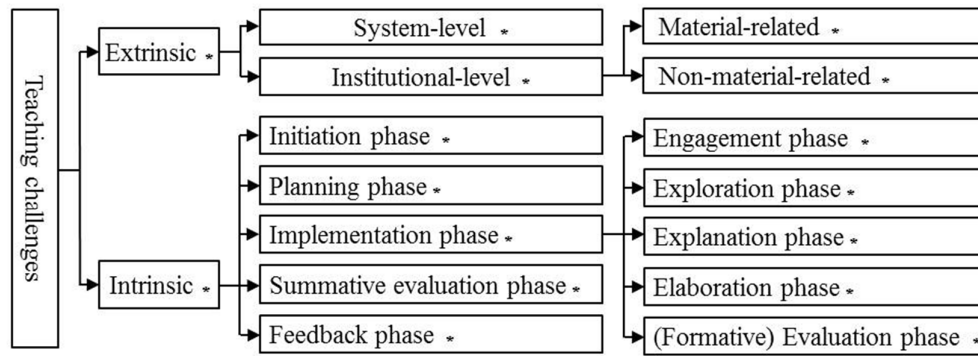 Teaching challenges
Extrinsic *
System-level *
Institutional-level *
Material-related *
Non-material-related *
Intrinsic *
Initiation phase *
Planning phase *
Implementation phase *
Summative evaluation phase *
Feedback phase *
Engagement phase *
Exploration phase *
Explanation phase *
Elaboration phase *
(Formative) Evaluation phase *